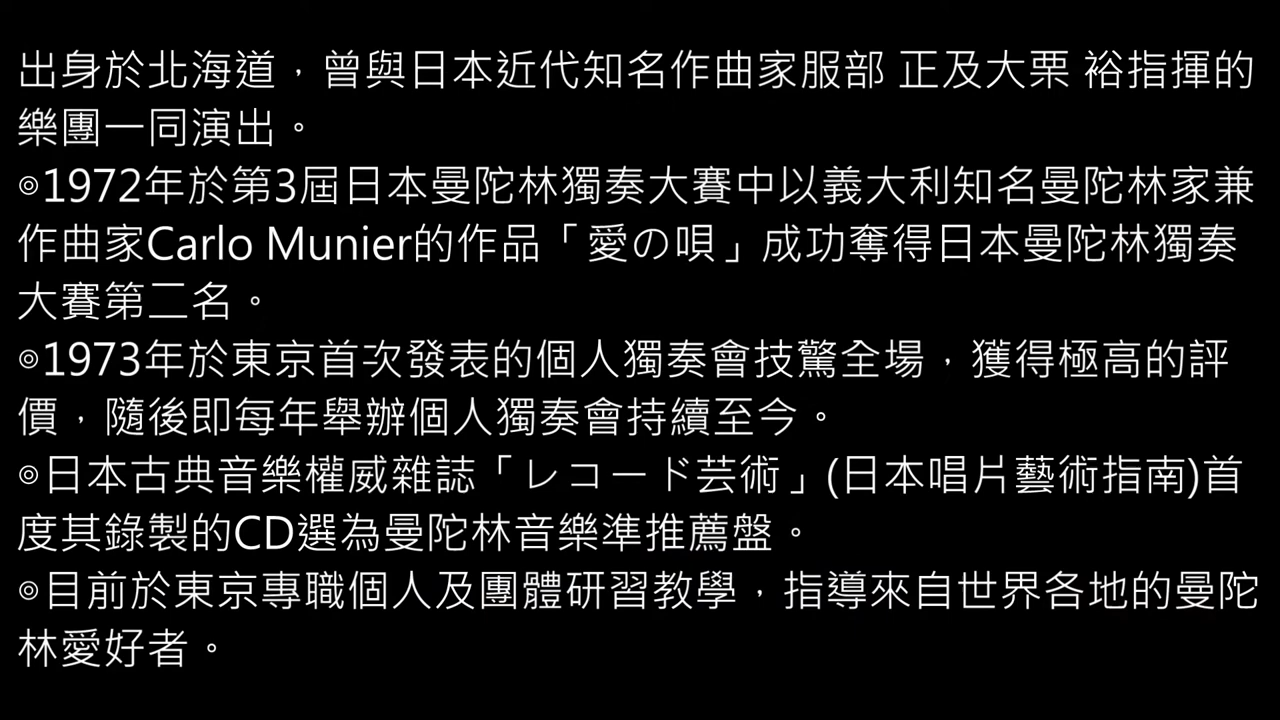 出身於北海道，曾與日本近代知名作曲家服部 正及大栗 裕指揮的
樂團一同演出。
◎1972年於第3屆日本曼陀林獨奏大賽中以義大利知名曼陀林家兼
作曲家Carlo Munier的作品「愛の唄」成功奪得日本曼陀林獨奏
大賽第二名。
◎1973年於東京首次發表的個人獨奏會技驚全場，獲得極高的評
價，隨後即每年舉辦個人獨奏會持續至今。
◎日本古典音樂權威雜誌「レコード芸術」(日本唱片藝術指南)首
度其錄製的CD選為曼陀林音樂準推薦盤。
◎目前於東京專職個人及團體研習教學，指導來自世界各地的曼陀
林愛好者。